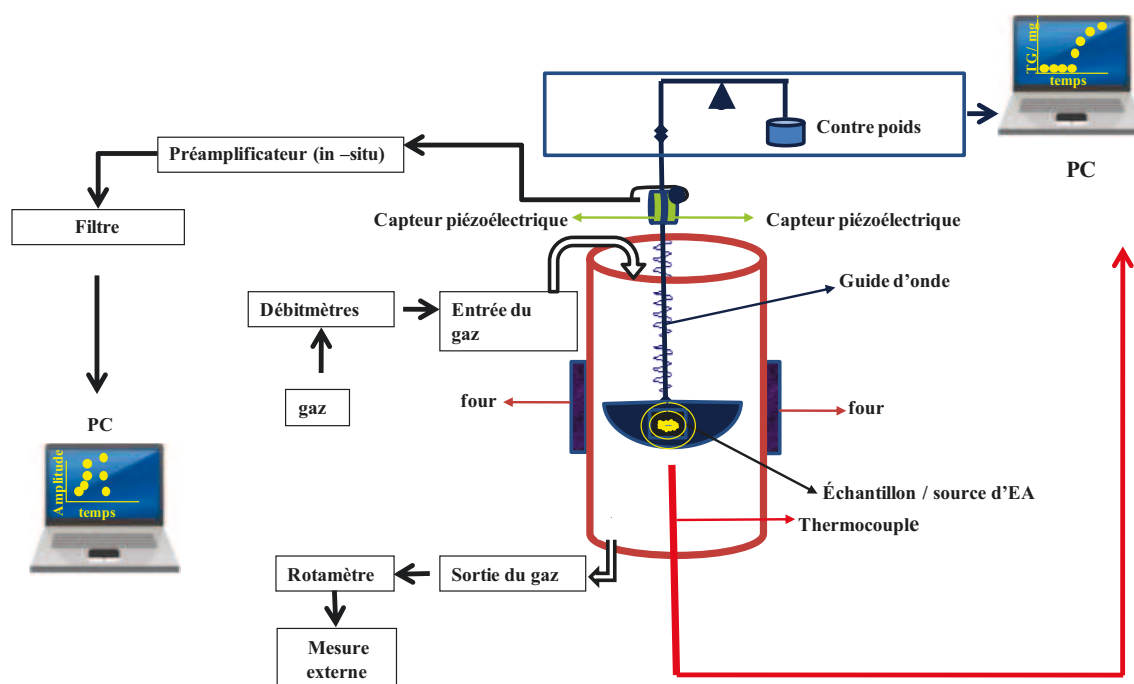 TG/ mg
temps
Contre poids
PC
Préamplificateur (in –situ)
Filtre
Capteur piézoélectrique
Capteur piézoélectrique
Guide d'onde
Débitmètres
Entrée du
gaz
gaz
four
four
PC
Amplitude
temps
Échantillon / source d'EA
Thermocouple
Rotamètre
Sortie du gaz
Mesure
externe